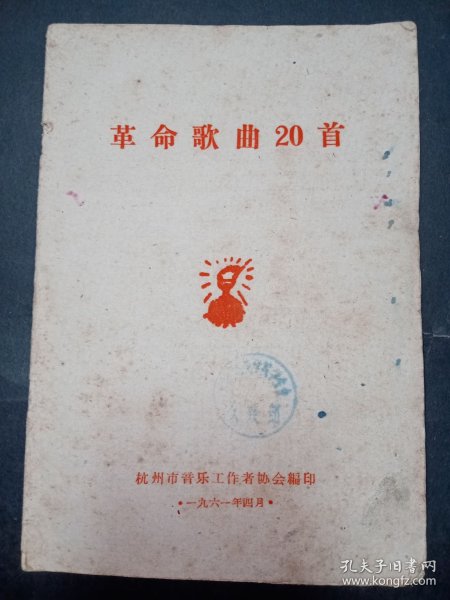 革命歌曲20首
杭州市音乐工作者协会編印
·一九六一年四月·
孔夫子旧书网
www.kongfz.com